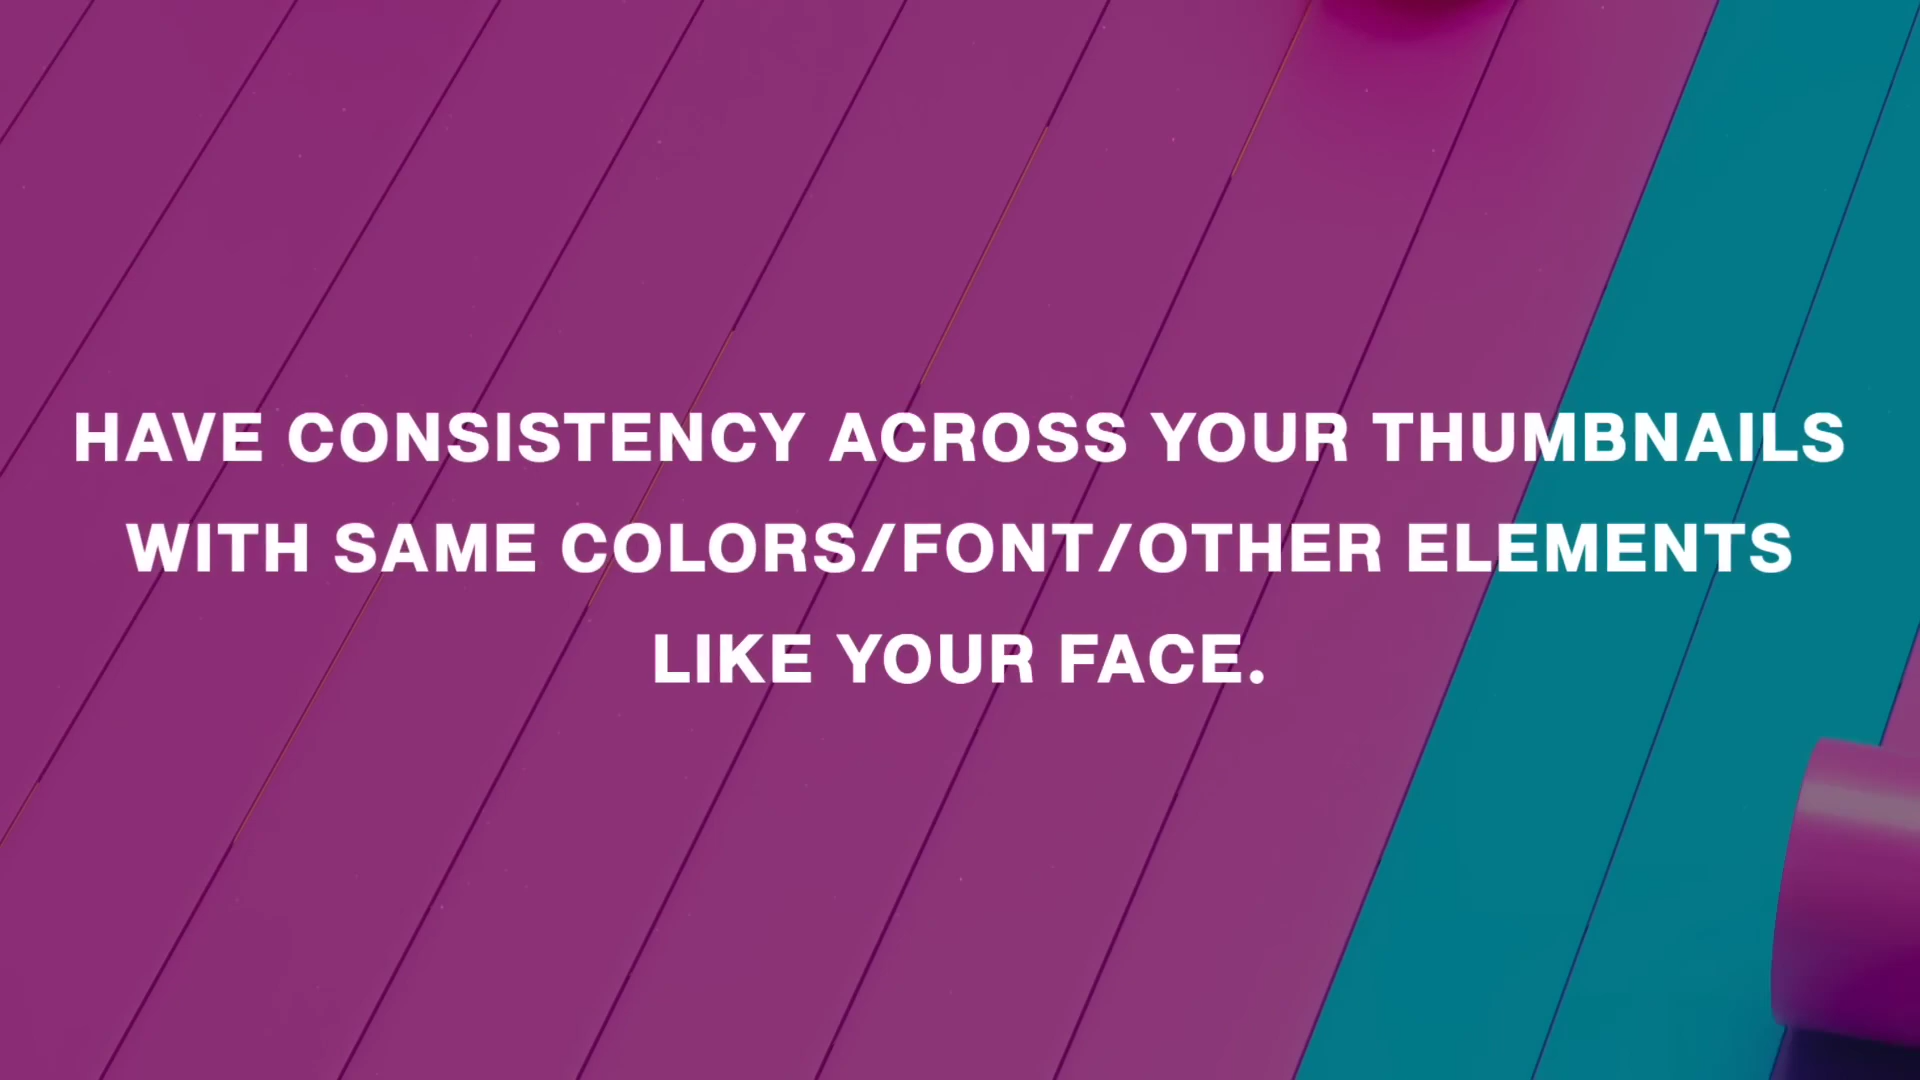 HAVE CONSISTENCY ACROSS YOUR THUMBNAILS
WITH SAME COLORS/FONT/OTHER ELEMENTS
LIKE YOUR FACE.